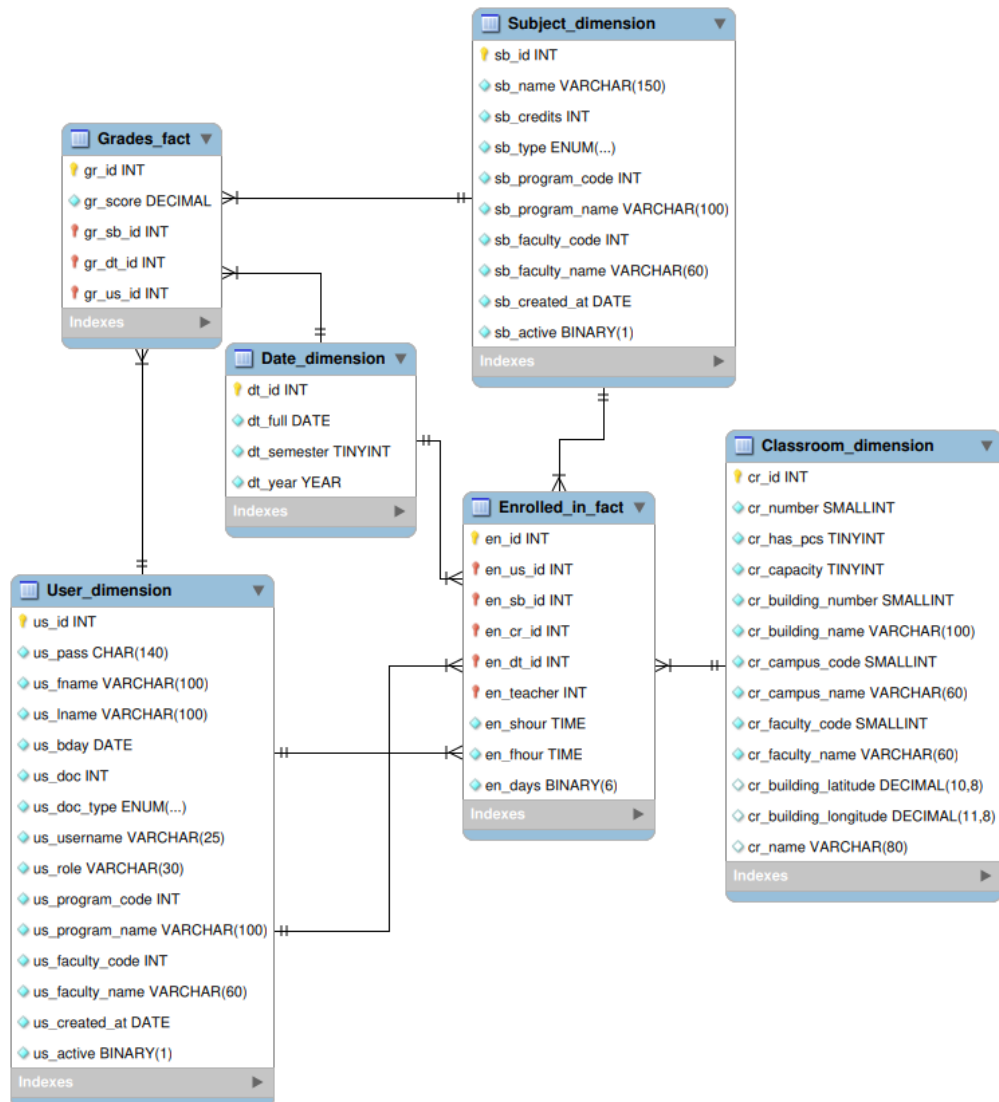 Subject_dimension
sb_id INT
sb_name VARCHAR(150)
sb_credits INT
sb_type ENUM(...)
sb_program_code INT
sb_program_name VARCHAR(100)
sb_faculty_code INT
sb_faculty_name VARCHAR(60)
sb_created_at DATE
sb_active BINARY(1)
Indexes
Grades_fact
gr_id INT
gr_score DECIMAL
gr_sb_id INT
gr_dt_id INT
gr_us_id INT
Indexes
Date_dimension
dt_id INT
dt_full DATE
dt_semester TINYINT
dt_year YEAR
Indexes
Classroom_dimension
cr_id INT
cr_number SMALLINT
cr_has_pcs TINYINT
cr_capacity TINYINT
cr_building_number SMALLINT
cr_building_name VARCHAR(100)
cr_campus_code SMALLINT
cr_campus_name VARCHAR(60)
cr_faculty_code SMALLINT
cr_faculty_name VARCHAR(60)
cr_building_latitude DECIMAL(10,8)
cr_building_longitude DECIMAL(11,8)
cr_name VARCHAR(80)
Indexes
Enrolled_in_fact
en_id INT
en_us_id INT
en_sb_id INT
en_cr_id INT
en_dt_id INT
en_teacher INT
en_shour TIME
en_fhour TIME
en_days BINARY(6)
Indexes
User_dimension
us_id INT
us_pass CHAR(140)
us_fname VARCHAR(100)
us_lname VARCHAR(100)
us_bday DATE
us_doc INT
us_doc_type ENUM(...)
us_username VARCHAR(25)
us_role VARCHAR(30)
us_program_code INT
us_program_name VARCHAR(100)
us_faculty_code INT
us_faculty_name VARCHAR(60)
us_created_at DATE
us_active BINARY(1)
Indexes